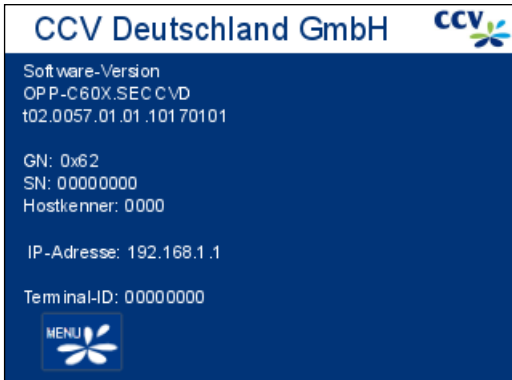 CCV Deutschland GmbH
CCV
Software-Version
OPP-C60X.SECCVD
t02.0057.01.01.10170101
GN: 0x62
SN: 00000000
Hostkenner: 0000
IP-Adresse: 192.168.1.1
Terminal-ID: 00000000
MENU